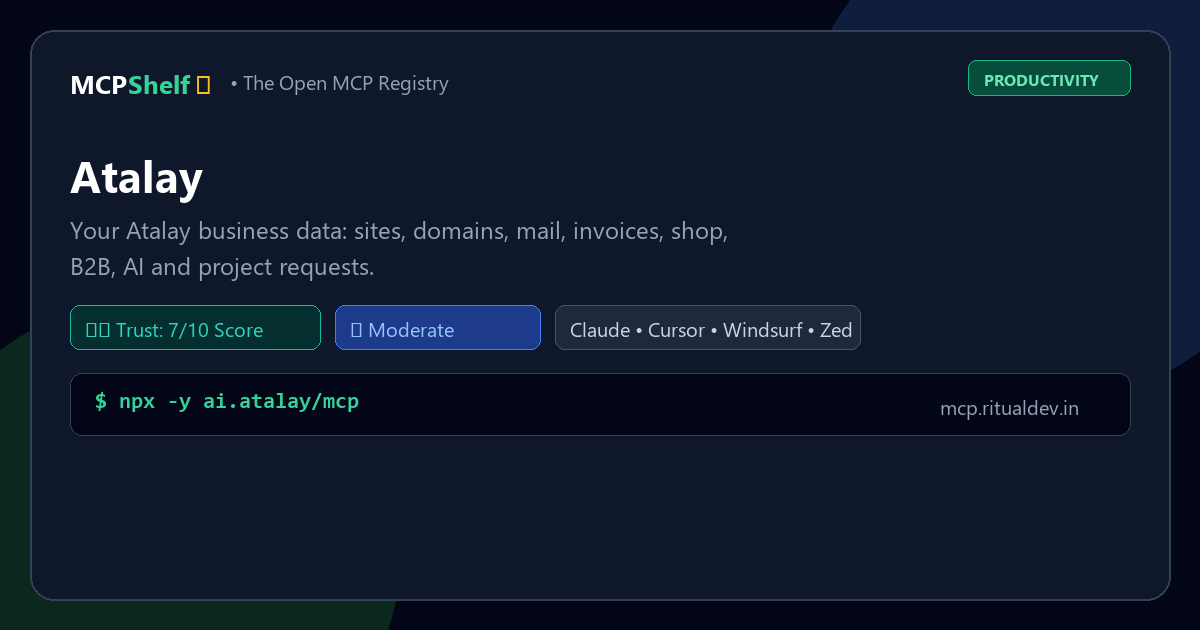 MCPShelf • The Open MCP Registry
PRODUCTIVITY
Atalay
Your Atalay business data: sites, domains, mail, invoices, shop,
B2B, AI and project requests.
Trust: 7/10 Score
Moderate
Claude • Cursor • Windsurf • Zed
$ npx -y ai.atalay/mcp
mcp.ritualdev.in